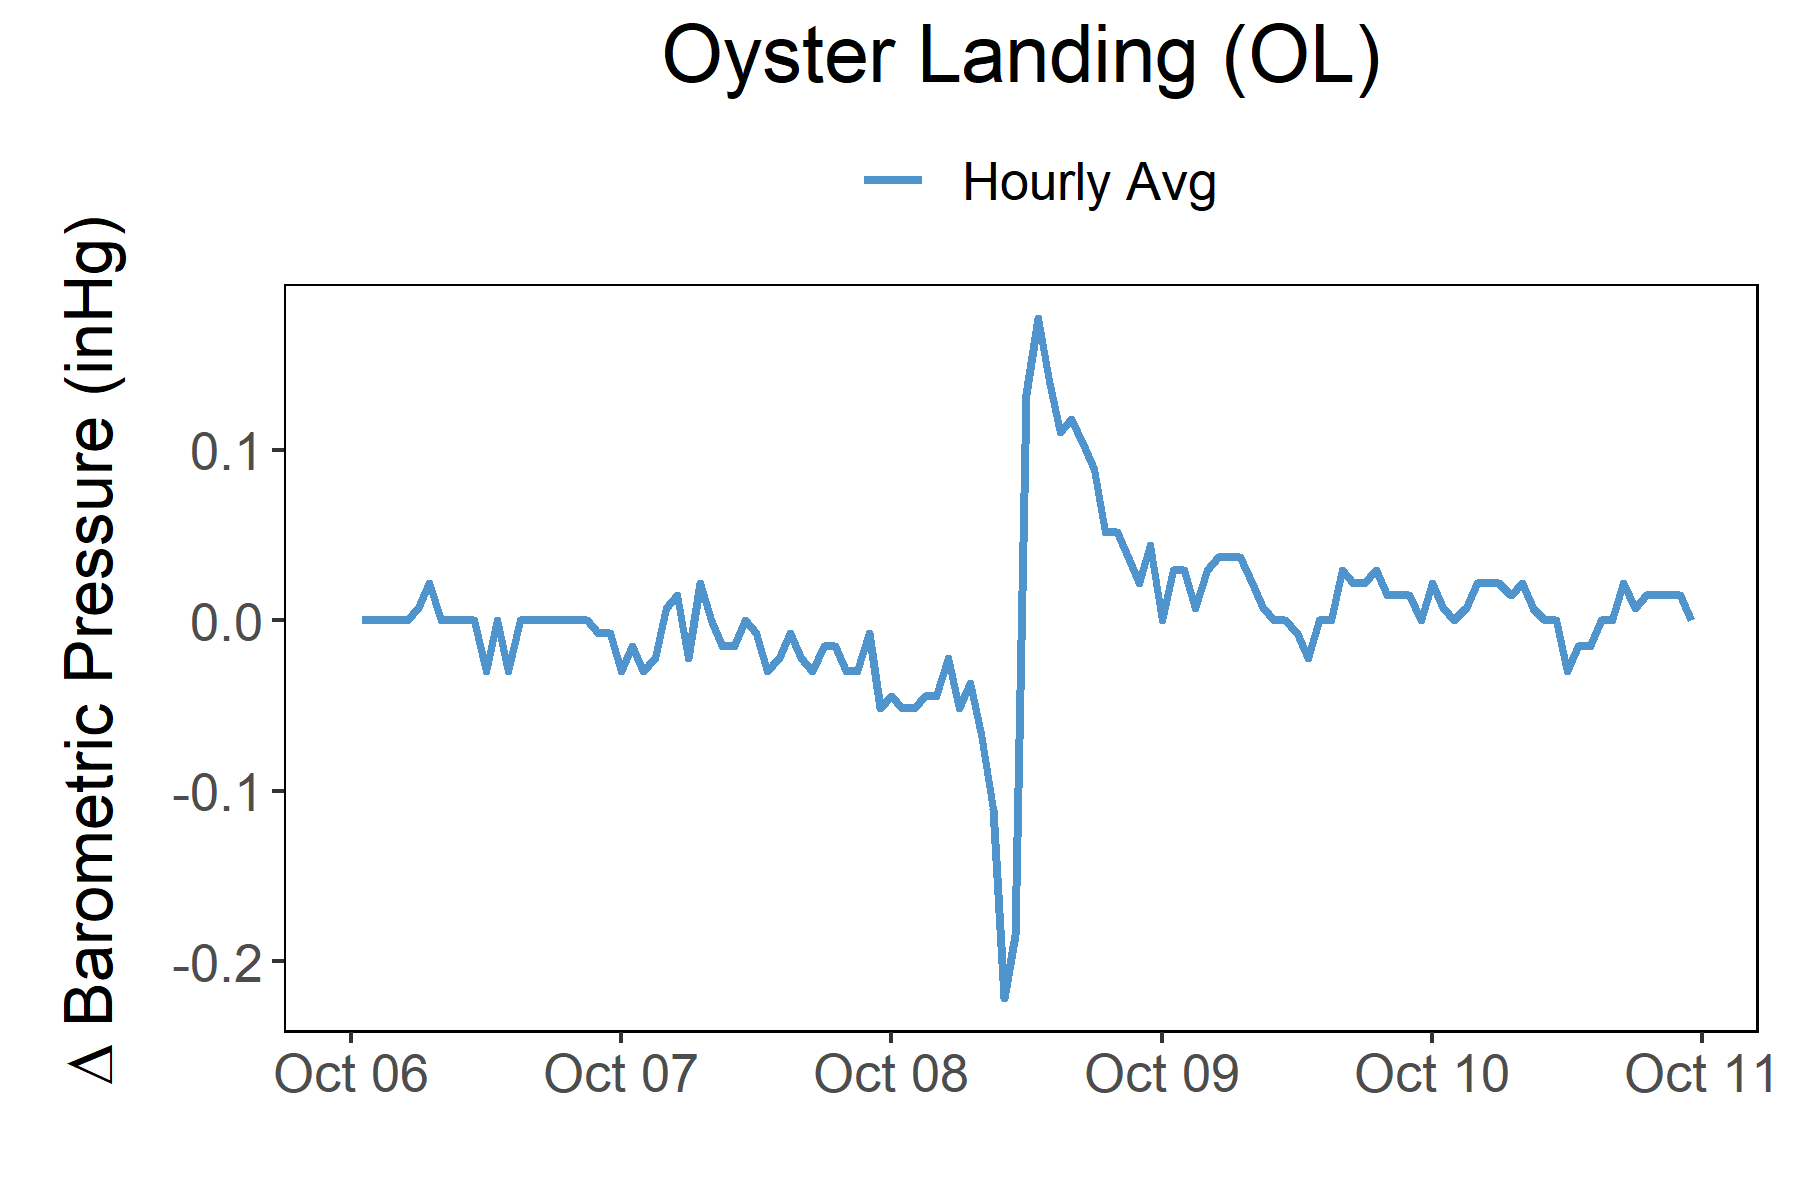 Oyster Landing (OL)
Hourly Avg
Δ Barometric Pressure (inHg)
0.1
0.0
-0.1
-0.2
Oct 06
Oct 07
Oct 08
Oct 09
Oct 10
Oct 11